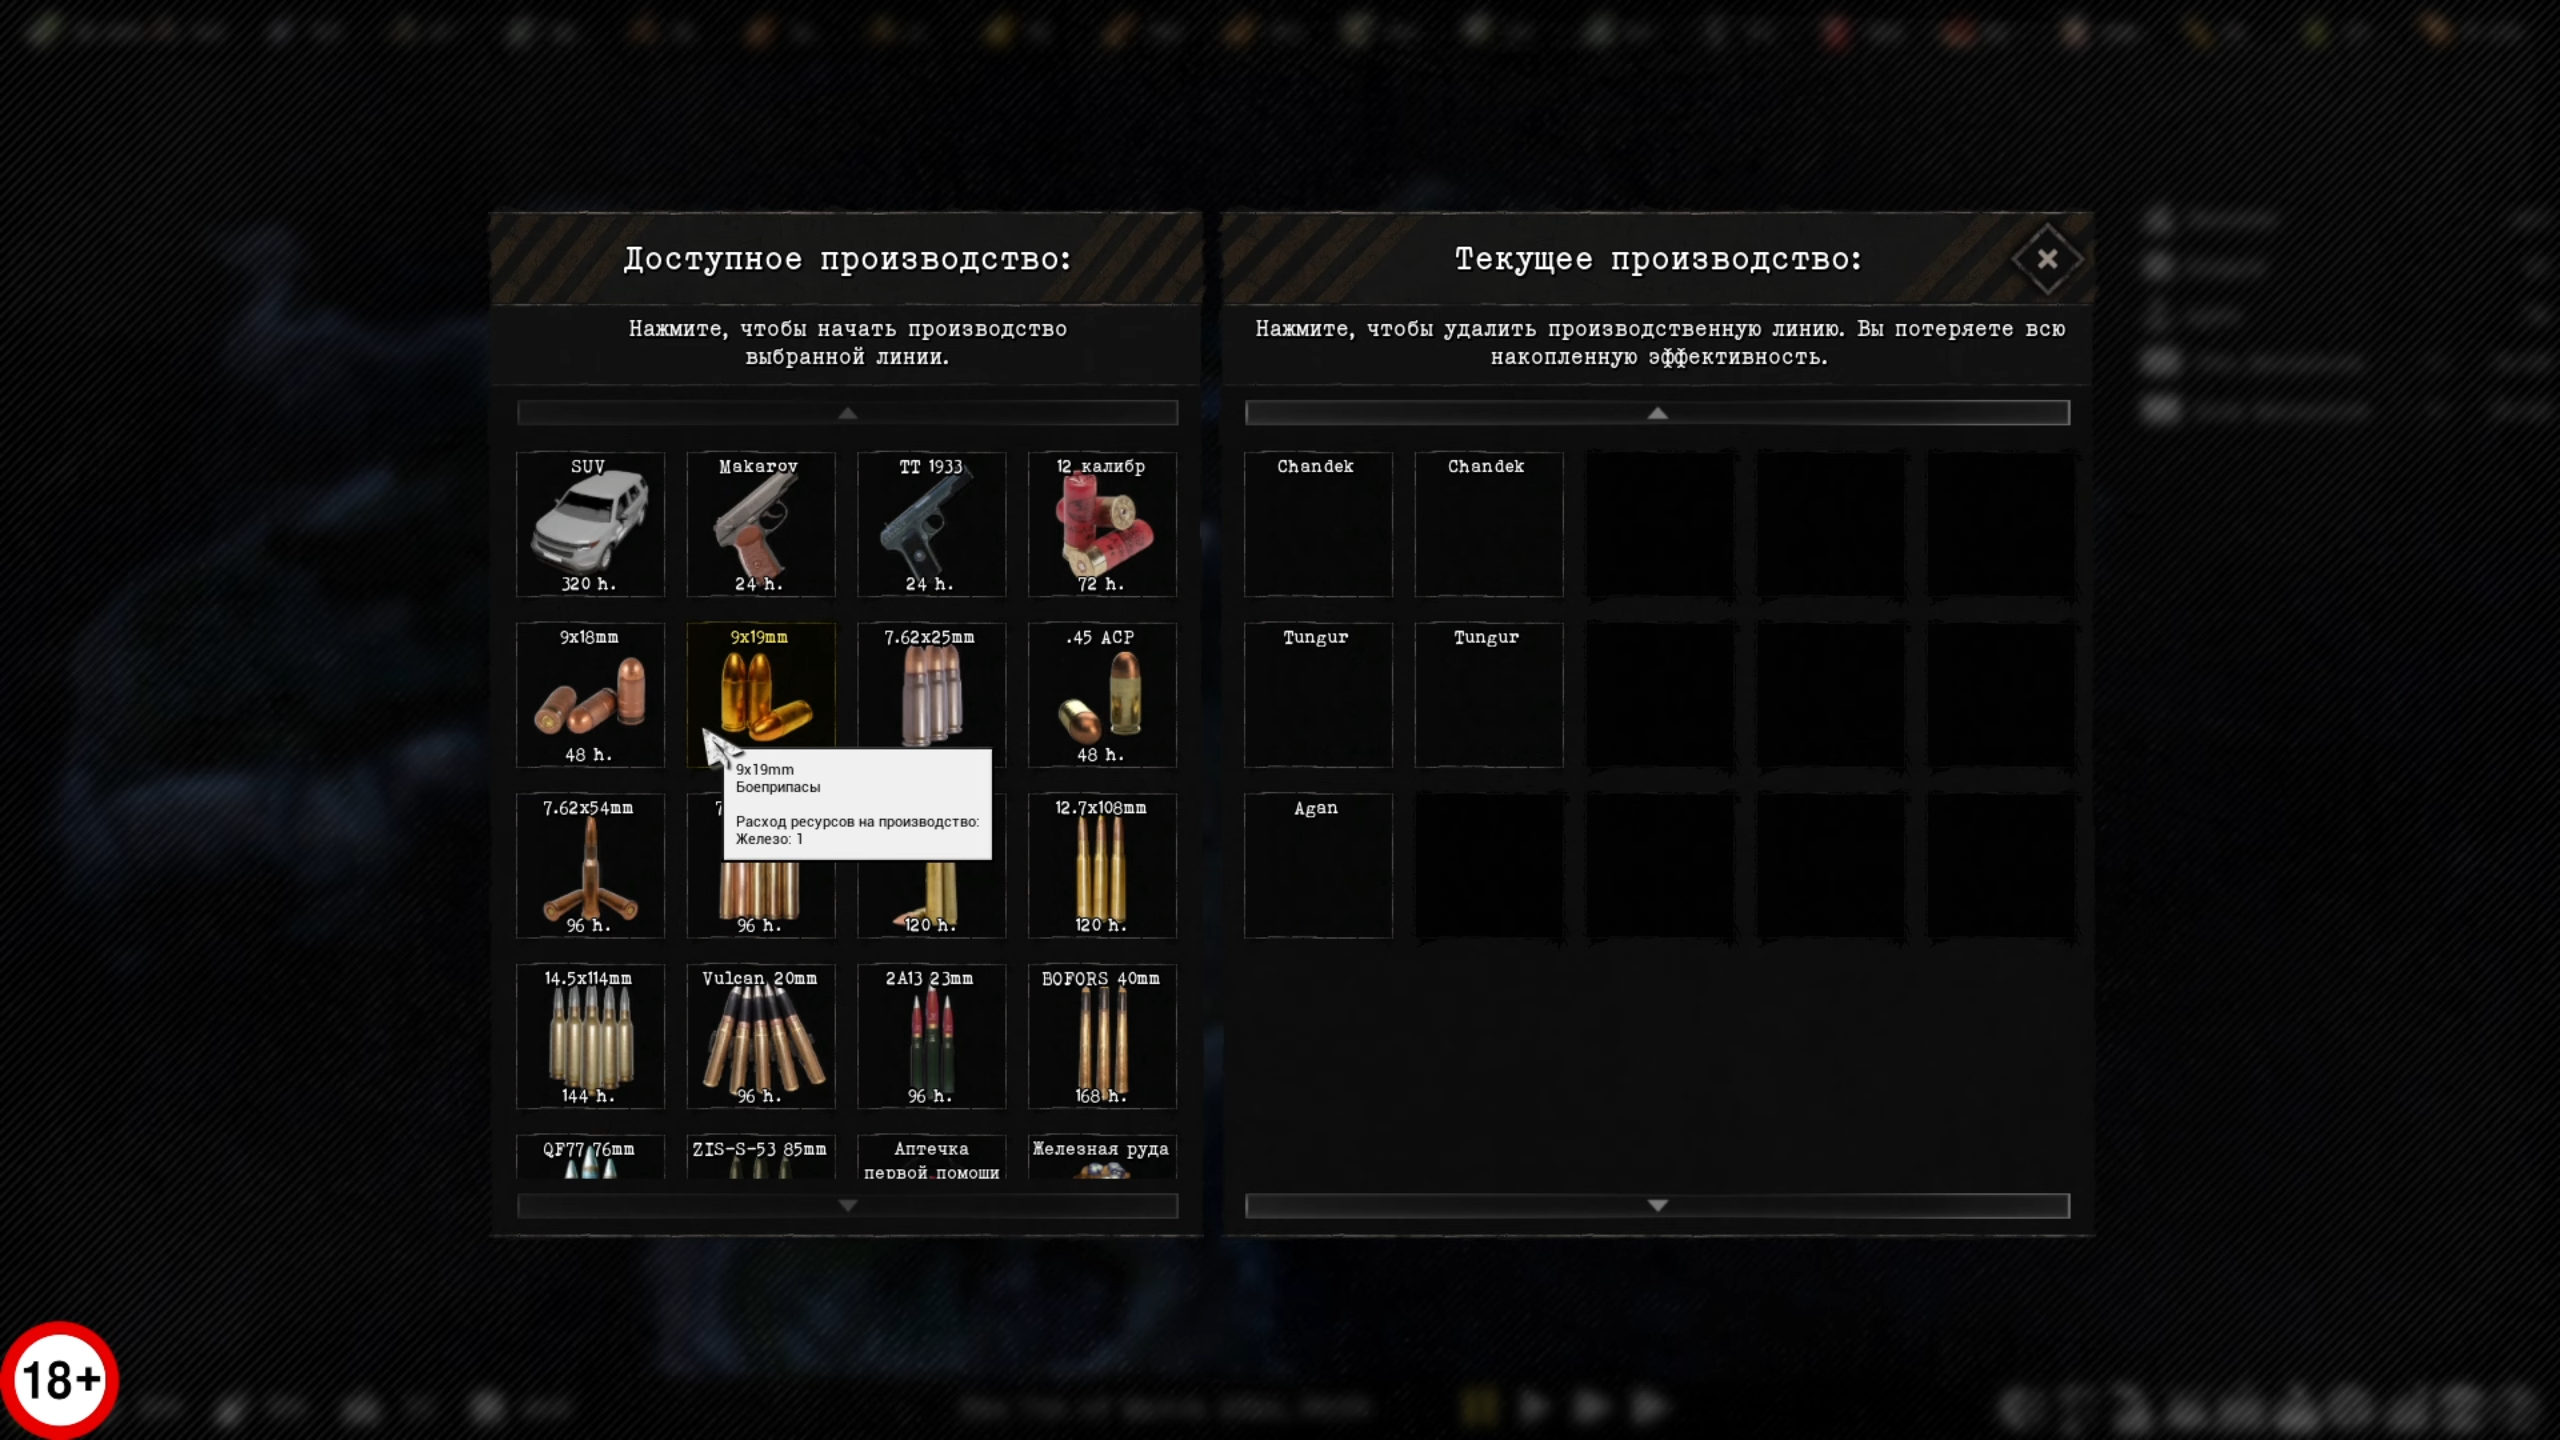 Доступное производство:
Нажмите, чтобы начать производство
выбранной линии.
SUV
Makarov
TT 1933
12 калибр
320 h.
24 h.
24 h.
72 h.
9x18mm
9x19mm
7.62x25mm
.45 ACP
48 h.
48 h.
9x19mm
Боеприпасы
Расход ресурсов на производство:
Железо: 1
7.62x54mm
12.7x108mm
96 h.
96 h.
120 h.
120 h.
14.5x114mm
Vulcan 20mm
2A13 23mm
BOFORS 40mm
144 h.
96 h.
96 h.
168 h.
QF77 76mm
ZIS-S-53 85mm
Аптечка
первой помощи
Железная руда
Текущее производство:
Нажмите, чтобы удалить производственную линию. Вы потеряете всю
накопленную эффективность.
Chandek
Chandek
Tungur
Tungur
Agan
18+